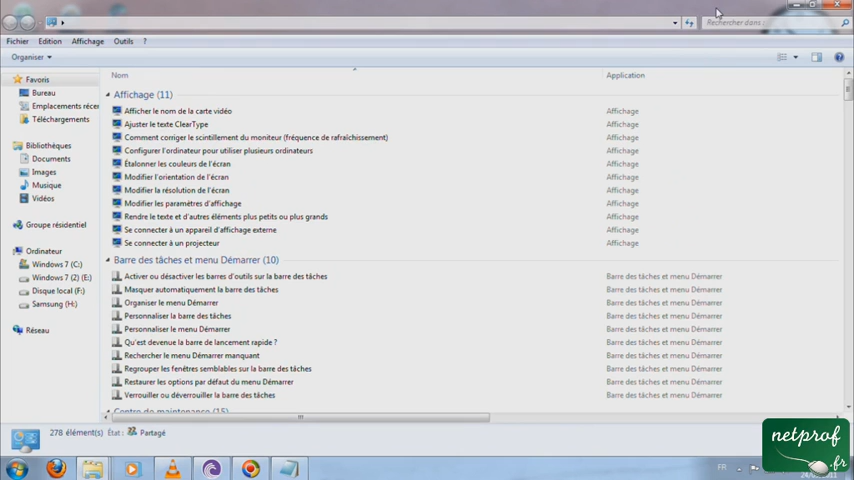 Rechercher dans :
Fichier Edition Affichage Outils ?
Organiser
Nom Application
Favoris
Bureau
Emplacements récen
Téléchargements
Bibliothèques
Documents
Images
Musique
Vidéos
Groupe résidentiel
Ordinateur
Windows 7 (C:)
Windows 7 (2) (E:)
Disque local (F:)
Samsung (H:)
Réseau
Affichage (11)
Afficher le nom de la carte vidéo Affichage
Ajuster le texte ClearType Affichage
Comment corriger le scintillement du moniteur (fréquence de rafraîchissement) Affichage
Configurer l'ordinateur pour utiliser plusieurs ordinateurs Affichage
Étalonner les couleurs de l'écran Affichage
Modifier l'orientation de l'écran Affichage
Modifier la résolution de l'écran Affichage
Modifier les paramètres d'affichage Affichage
Rendre le texte et d'autres éléments plus petits ou plus grands Affichage
Se connecter à un appareil d'affichage externe Affichage
Se connecter à un projecteur Affichage
Barre des tâches et menu Démarrer (10)
Activer ou désactiver les barres d'outils sur la barre des tâches Barre des tâches et menu Démarrer
Masquer automatiquement la barre des tâches Barre des tâches et menu Démarrer
Organiser le menu Démarrer Barre des tâches et menu Démarrer
Personnaliser la barre des tâches Barre des tâches et menu Démarrer
Personnaliser le menu Démarrer Barre des tâches et menu Démarrer
Qu'est devenue la barre de lancement rapide ? Barre des tâches et menu Démarrer
Rechercher le menu Démarrer manquant Barre des tâches et menu Démarrer
Regrouper les fenêtres semblables sur la barre des tâches Barre des tâches et menu Démarrer
Restaurer les options par défaut du menu Démarrer Barre des tâches et menu Démarrer
Verrouiller ou déverrouiller la barre des tâches Barre des tâches et menu Démarrer
Centre de maintenance (15)
278 élément(s) État : Partagé
FR
netprof
.fr